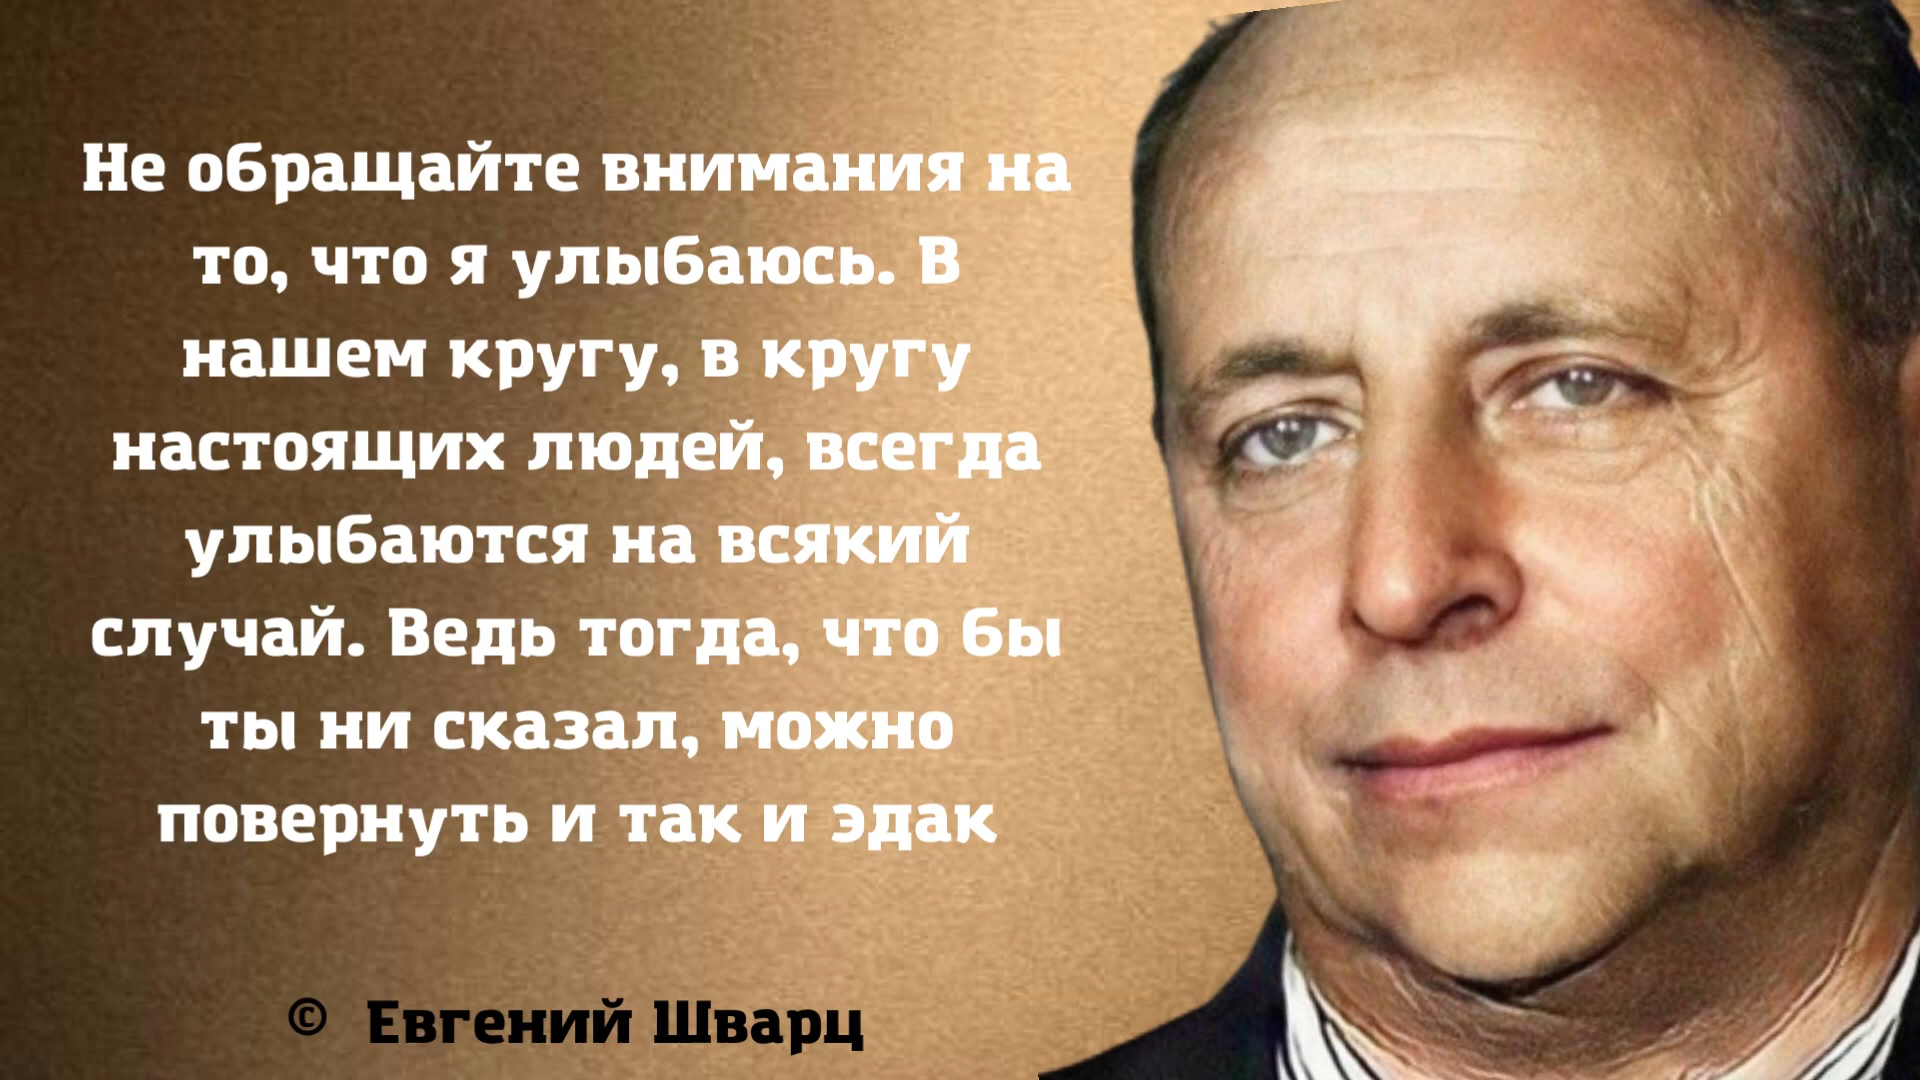 Не обращайте внимания на
то, что я улыбаюсь. В
нашем кругу, в кругу
настоящих людей, всегда
улыбаются на всякий
случай. Ведь тогда, что бы
ты ни сказал, можно
повернуть и так и эдак
© Евгений Шварц